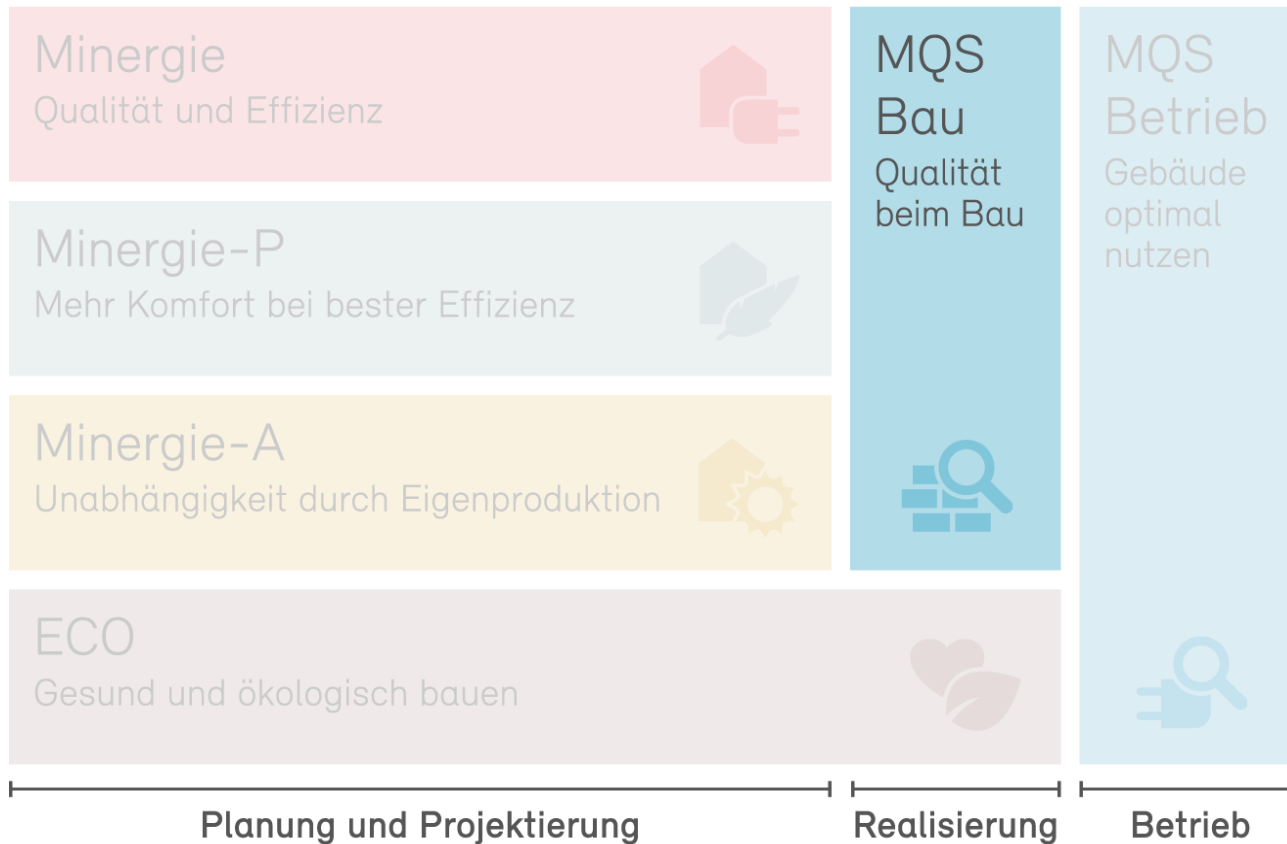 Minergie
Qualität und Effizienz
Minergie-P
Mehr Komfort bei bester Effizienz
Minergie-A
Unabhängigkeit durch Eigenproduktion
ECO
Gesund und ökologisch bauen
MQS
Bau
Qualität
beim Bau
MQS
Betrieb
Gebäude
optimal
nutzen
Planung und Projektierung
Realisierung
Betrieb